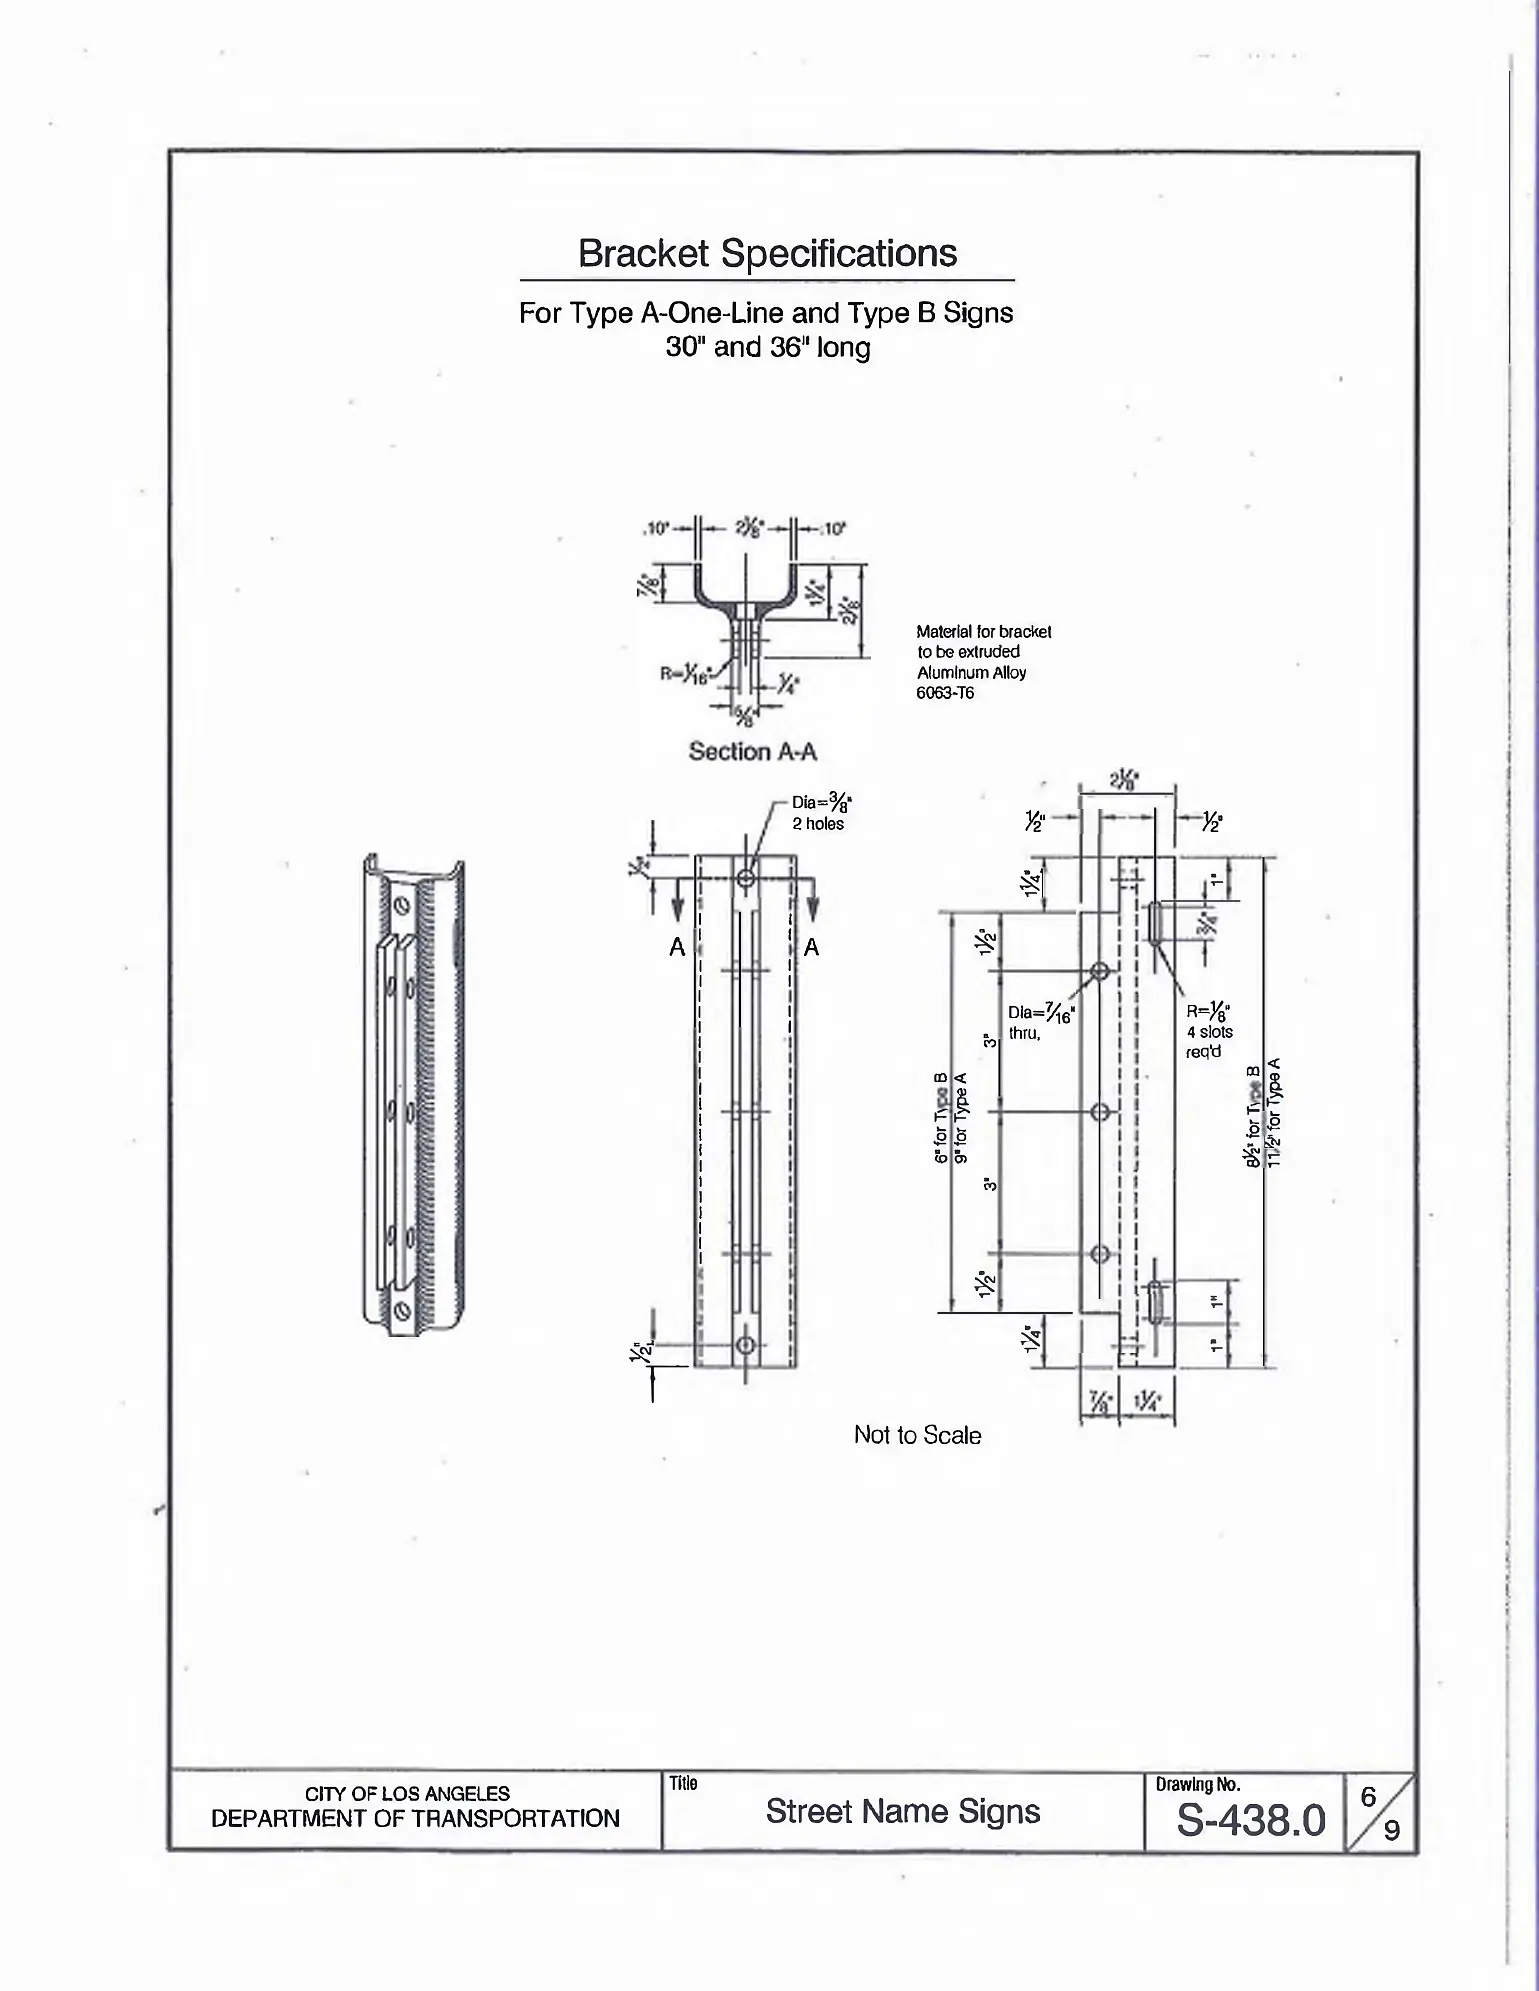 Bracket Specifications
For Type A-One-Line and Type B Signs
30" and 36" long
.10"
2⅜"
.10"
⅞"
1¼"
2⅛"
Material for bracket
to be extruded
Aluminum Alloy
6063-T6
R=1/16"
¼"
⅝"
Section A-A
Dia=⅜"
2 holes
½"
A
A
½"
2⅛"
½"
½"
1¼"
1"
1½"
¾"
Dia=7/16"
thru,
R=⅛"
4 slots
req'd
3"
6" for Type B
9" for Type A
8½" for Type B
11½" for Type A
3"
1½"
1"
1¼"
1"
⅞"
1¼"
Not to Scale
CITY OF LOS ANGELES
DEPARTMENT OF TRANSPORTATION
Title
Street Name Signs
Drawing No.
S-438.0
6/9